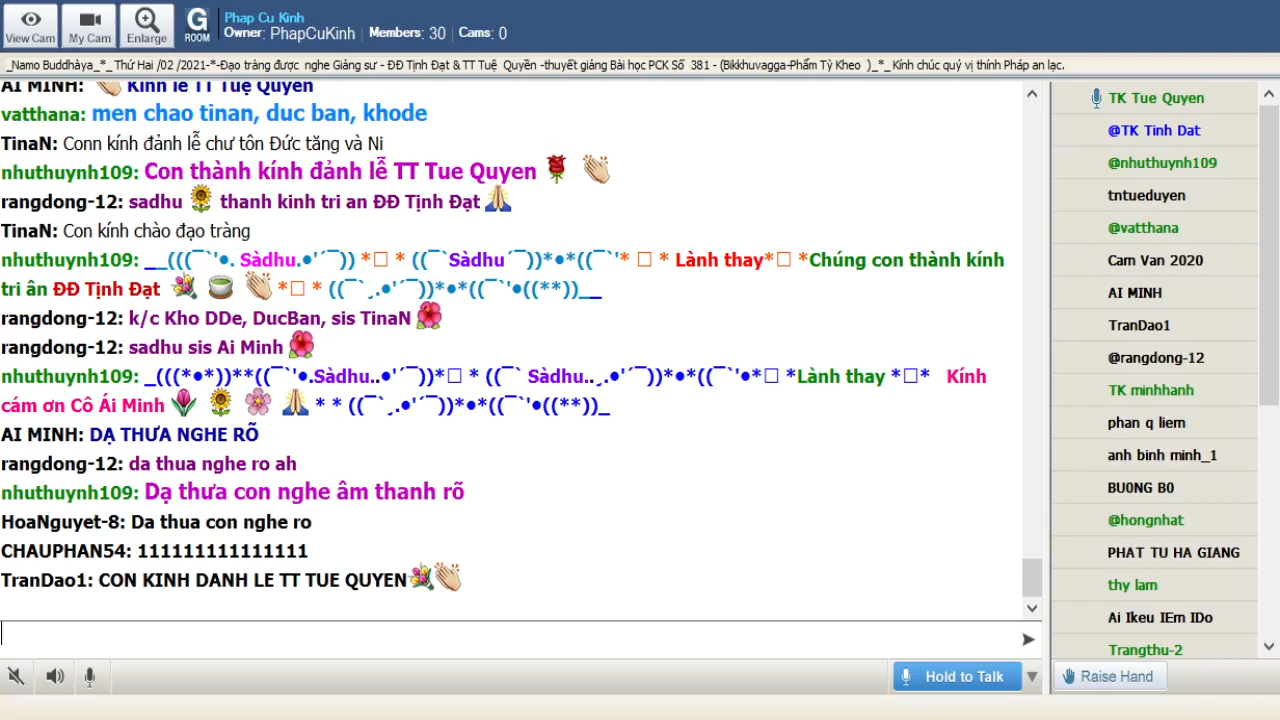 View Cam
My Cam
Enlarge
G
ROOM
Phap Cu Kinh
Owner: PhapCuKinh | Members: 30 | Cams: 0
_Namo Buddhàya_*_ Thứ Hai /02 /2021-*-Đạo tràng được nghe Giảng sư - ĐĐ Tịnh Đạt & TT Tuệ Quyền -thuyết giảng Bài học PCK Số 381 - (Bikkhuvagga-Phẩm Tỳ Kheo )_*_ Kính chúc quý vị thính Pháp an lạc.
AI MINH: 👏 Kính lễ TT Tuệ Quyền
vatthana: men chao tinan, duc ban, khode
TinaN: Conn kính đảnh lễ chư tôn Đức tăng và Ni
nhuthuynh109: Con thành kính đảnh lễ TT Tue Quyen 🌹 👏
rangdong-12: sadhu 🌻 thanh kinh tri an ĐĐ Tịnh Đạt 🙏
TinaN: Con kính chào đạo tràng
nhuthuynh109: __(((¯`'•. Sàdhu.•'´¯)) *□ * ((¯`Sàdhu´¯))*•*((¯`'* □ * Lành thay*□ *Chúng con thành kính
tri ân ĐĐ Tịnh Đạt 💐 🍵 👏 *□ * ((¯`¸.•'´¯))*•*((¯`'•((**))__
rangdong-12: k/c Kho DDe, DucBan, sis TinaN 🌺
rangdong-12: sadhu sis Ai Minh 🌺
nhuthuynh109: _(((*•*))**((¯`'•.Sàdhu..•'´¯))*□ * ((¯` Sàdhu..¸.•'´¯))*•*((¯`'•*□ *Lành thay *□* Kính
cám ơn Cô Ái Minh 🌷 🌻 🌸 🙏 * * ((¯`¸.•'´¯))*•*((¯`'•((**))_
AI MINH: DẠ THƯA NGHE RÕ
rangdong-12: da thua nghe ro ah
nhuthuynh109: Dạ thưa con nghe âm thanh rõ
HoaNguyet-8: Da thua con nghe ro
CHAUPHAN54: 111111111111111
TranDao1: CON KINH DANH LE TT TUE QUYEN💐👏
Hold to Talk
TK Tue Quyen
@TK Tinh Dat
@nhuthuynh109
tntueduyen
@vatthana
Cam Van 2020
AI MINH
TranDao1
@rangdong-12
TK minhhanh
phan q liem
anh binh minh_1
BU0NG B0
@hongnhat
PHAT TU HA GIANG
thy lam
Ai Ikeu IEm IDo
Trangthu-2
Raise Hand